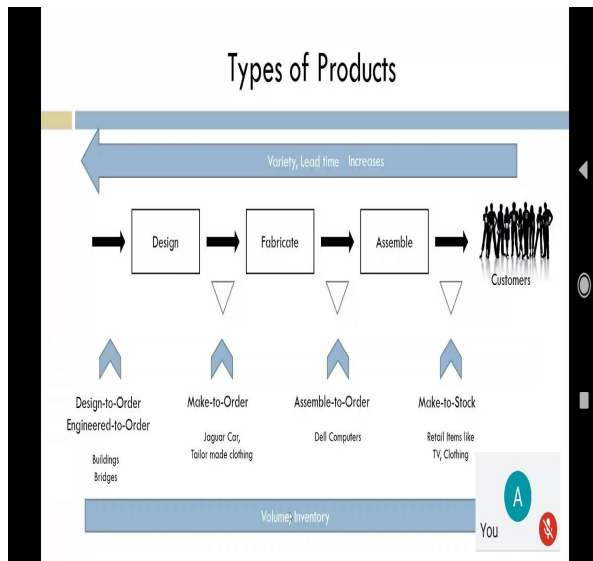 Types of Products
Variety, Lead time Increases
Design
Fabricate
Assemble
Customers
Design-to-Order
Engineered-to-Order
Buildings
Bridges
Make-to-Order
Jaguar Car,
Tailor made clothing
Assemble-to-Order
Dell Computers
Make-to-Stock
Retail Items like
TV, Clothing
Volume, Inventory
A
You